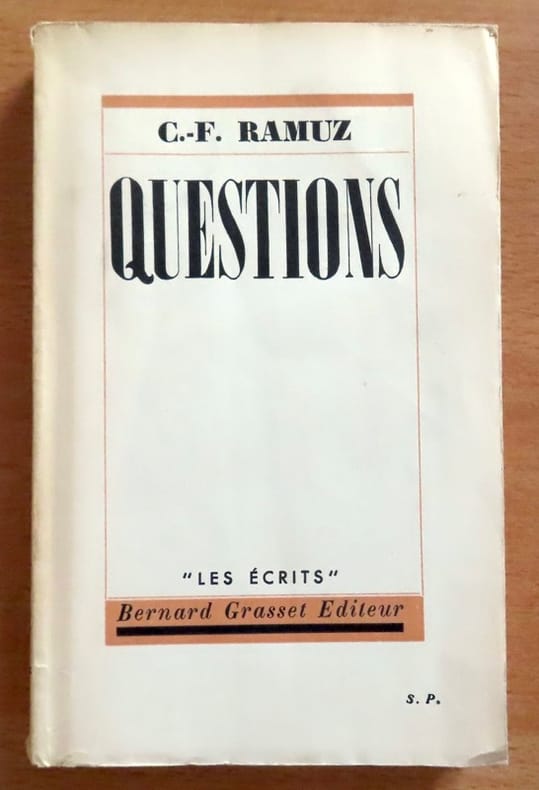 C.-F. RAMUZ
QUESTIONS
"LES ÉCRITS"
Bernard Grasset Editeur
S. P.